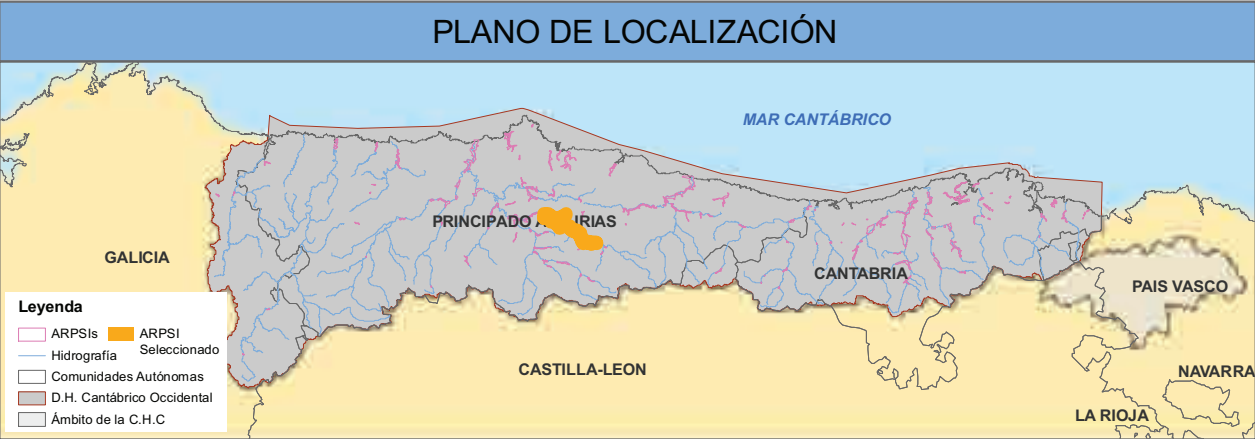 PLANO DE LOCALIZACIÓN
MAR CANTÁBRICO
PRINCIPADO A URIAS
GALICIA
CANTABRIA
PAIS VASCO
CASTILLA-LEON
NAVARRA
LA RIOJA
Leyenda
ARPSIs
ARPSI
Seleccionado
Hidrografía
Comunidades Autónomas
D.H. Cantábrico Occidental
Ámbito de la C.H.C